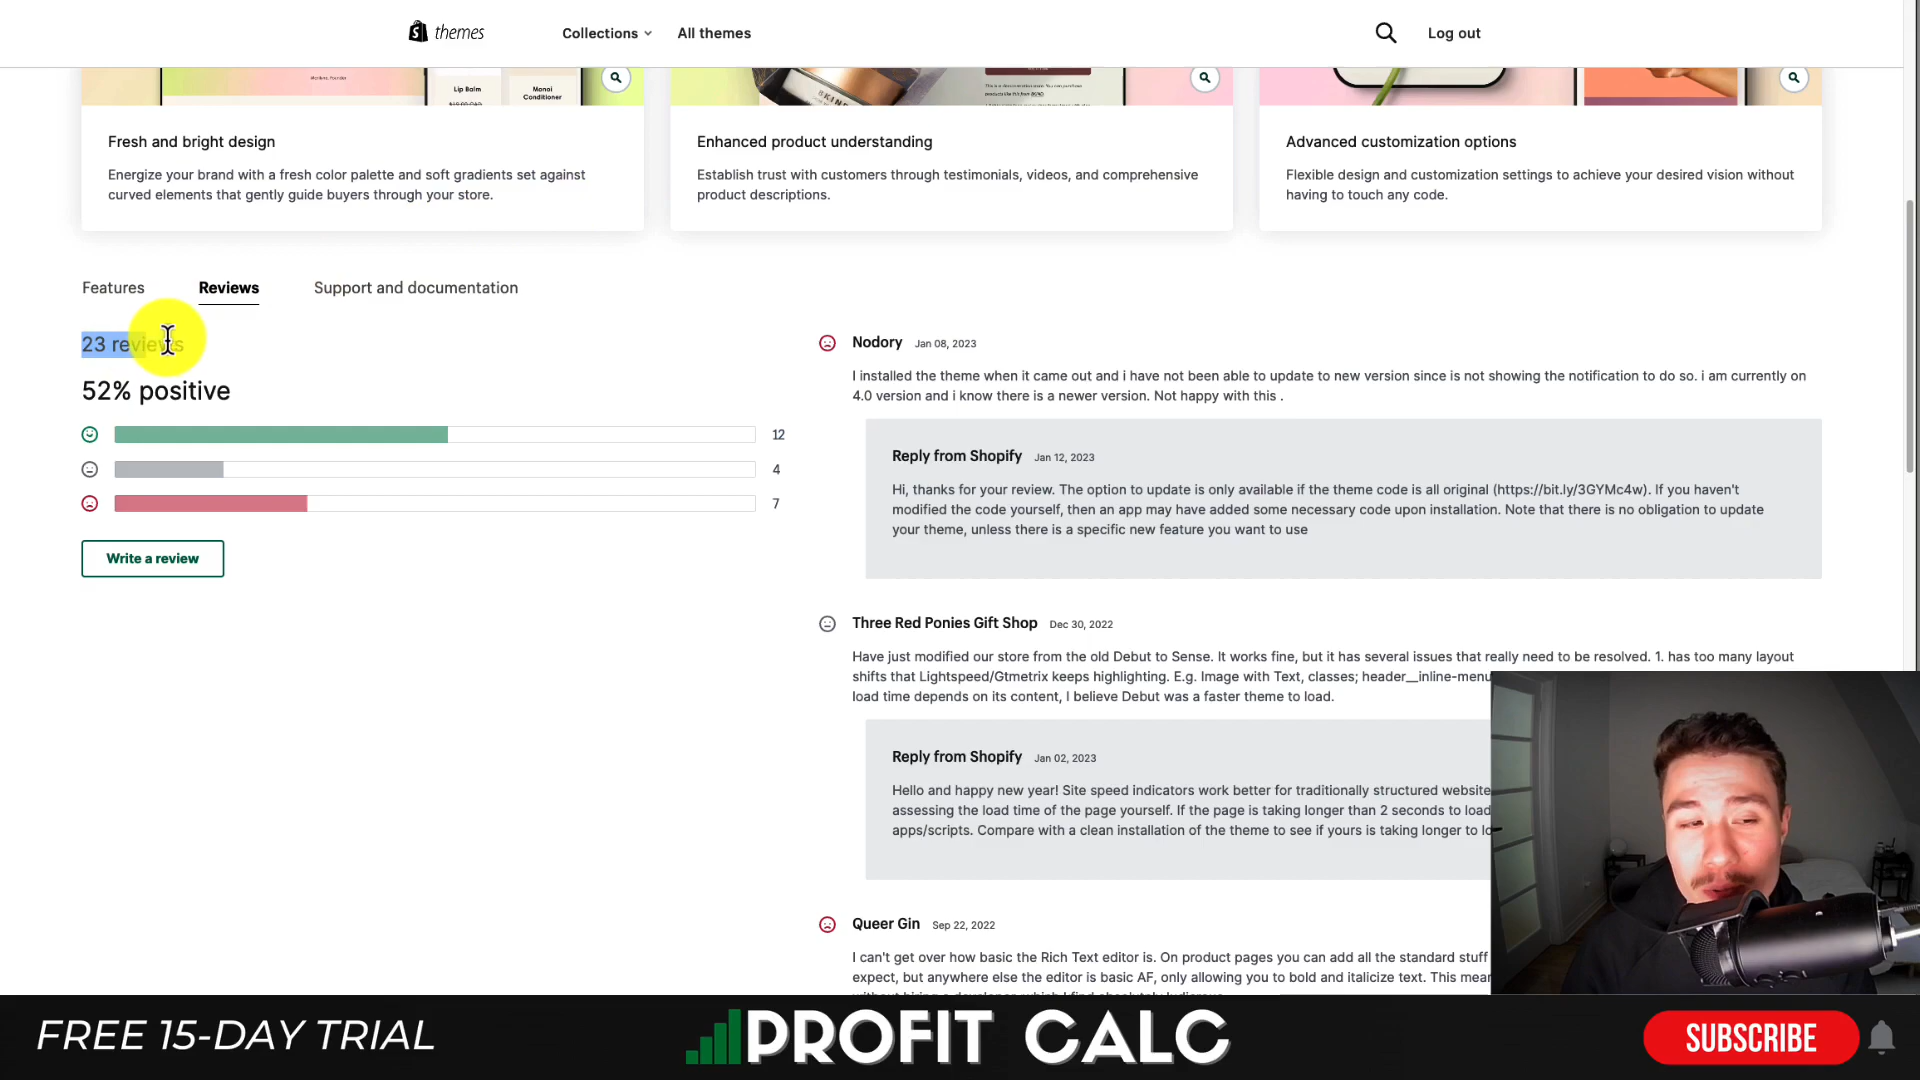 themes
Collections
All themes
Log out
Lip Balm
Monoi
Conditioner
Fresh and bright design
Energize your brand with a fresh color palette and soft gradients set against
curved elements that gently guide buyers through your store.
Enhanced product understanding
Establish trust with customers through testimonials, videos, and comprehensive
product descriptions.
Advanced customization options
Flexible design and customization settings to achieve your desired vision without
having to touch any code.
Features
Reviews
Support and documentation
23 reviews
52% positive
12
4
7
Write a review
Nodory Jan 08, 2023
I installed the theme when it came out and i have not been able to update to new version since is not showing the notification to do so. i am currently on
4.0 version and i know there is a newer version. Not happy with this .
Reply from Shopify Jan 12, 2023
Hi, thanks for your review. The option to update is only available if the theme code is all original (https://bit.ly/3GYMc4w). If you haven't
modified the code yourself, then an app may have added some necessary code upon installation. Note that there is no obligation to update
your theme, unless there is a specific new feature you want to use
Three Red Ponies Gift Shop Dec 30, 2022
Have just modified our store from the old Debut to Sense. It works fine, but it has several issues that really need to be resolved. 1. has too many layout
shifts that Lightspeed/Gtmetrix keeps highlighting. E.g. Image with Text, classes; header__inline-menu
load time depends on its content, I believe Debut was a faster theme to load.
Reply from Shopify Jan 02, 2023
Hello and happy new year! Site speed indicators work better for traditionally structured website
assessing the load time of the page yourself. If the page is taking longer than 2 seconds to load
apps/scripts. Compare with a clean installation of the theme to see if yours is taking longer to lo
Queer Gin Sep 22, 2022
I can't get over how basic the Rich Text editor is. On product pages you can add all the standard stuff
expect, but anywhere else the editor is basic AF, only allowing you to bold and italicize text. This mean
FREE 15-DAY TRIAL
PROFIT CALC
SUBSCRIBE